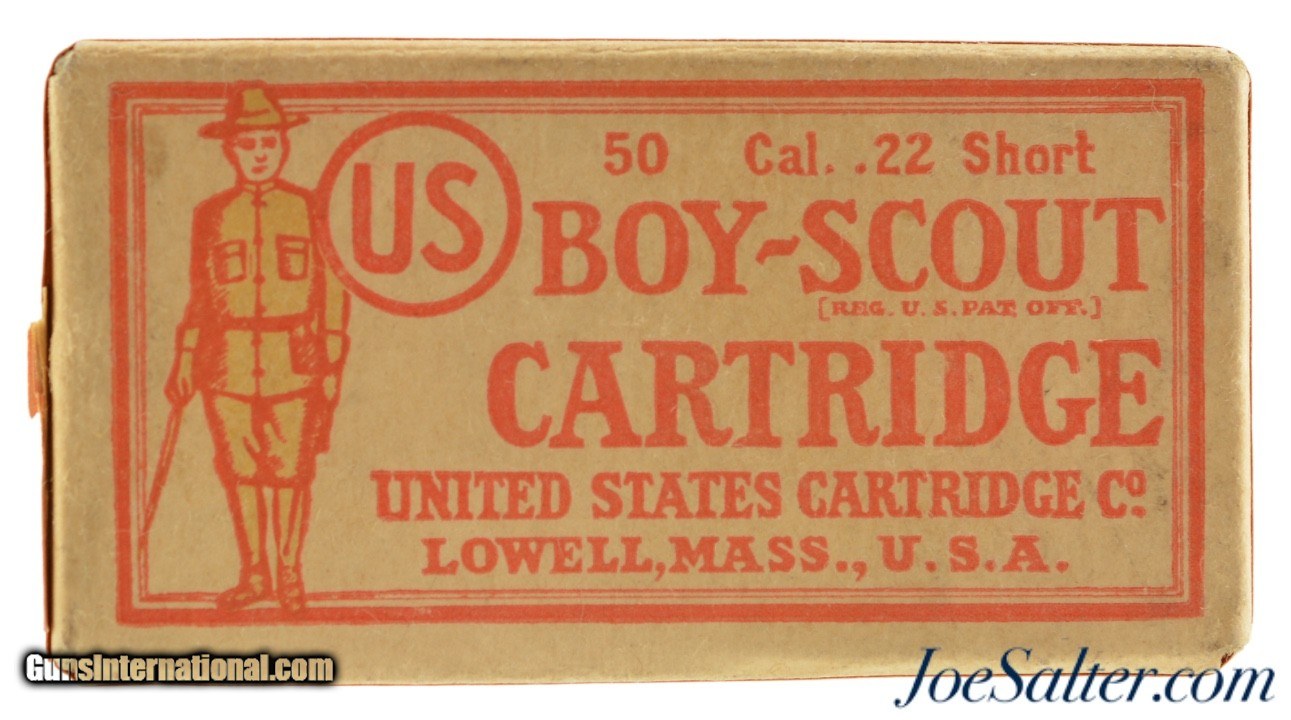 US
50 Cal. .22 Short
BOY-SCOUT
[REG. U. S. PAT. OFF.]
CARTRIDGE
UNITED STATES CARTRIDGE Cº.
LOWELL, MASS., U. S. A.
GunsInternational.com
JoeSalter.com